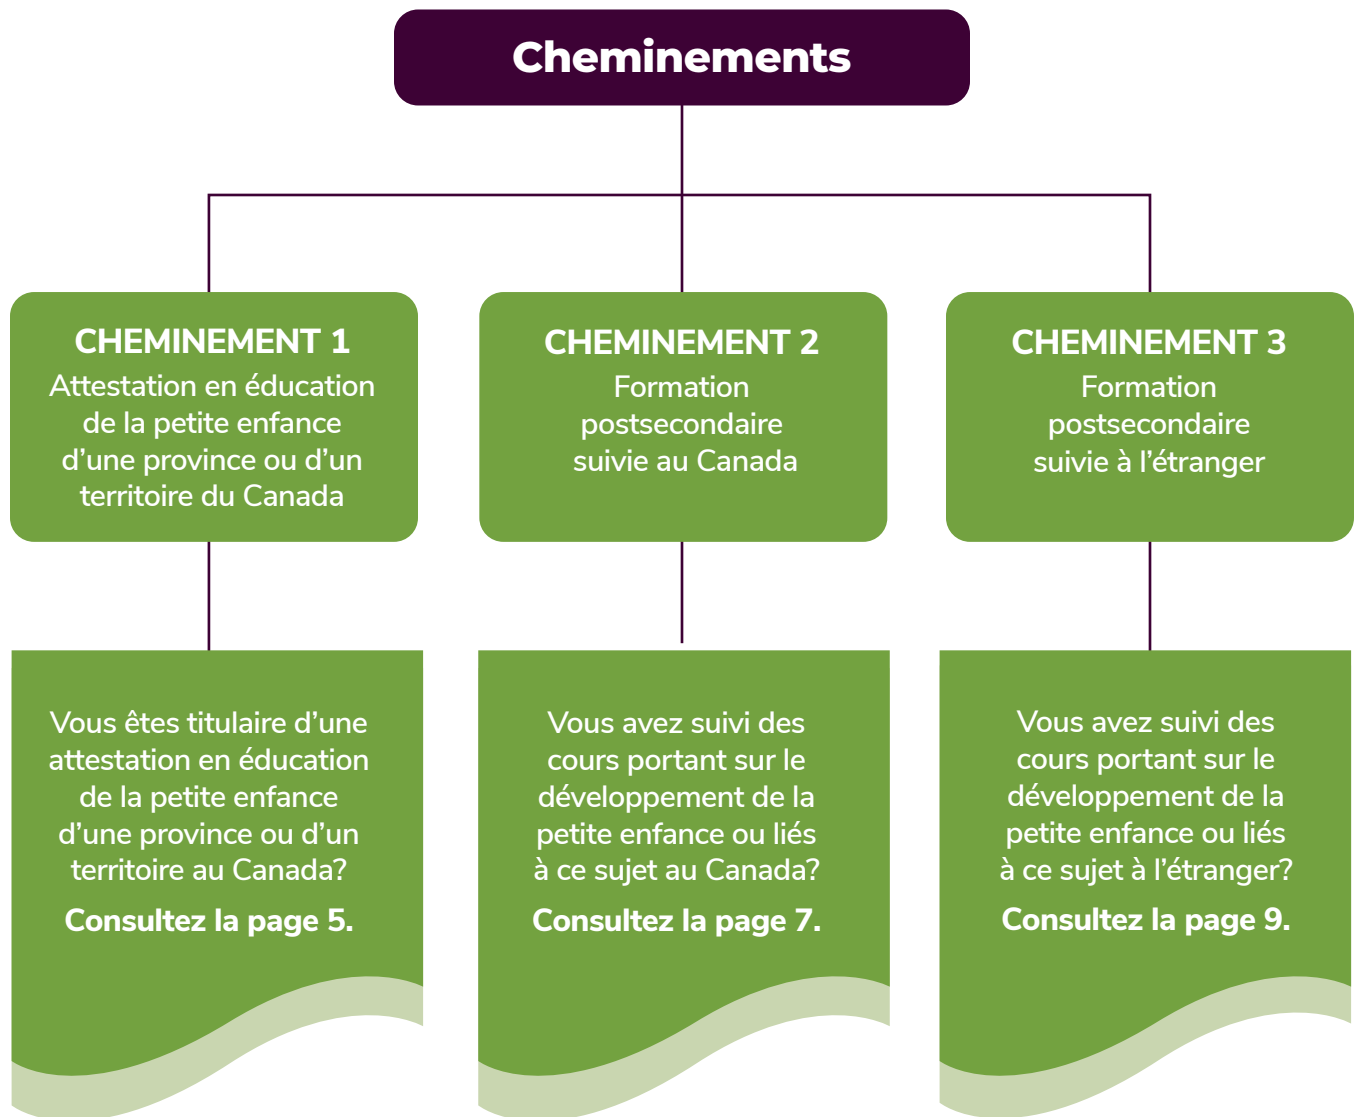 Cheminements
CHEMINEMENT 1
Attestation en éducation
de la petite enfance
d’une province ou d’un
territoire du Canada
CHEMINEMENT 2
Formation
postsecondaire
suivie au Canada
CHEMINEMENT 3
Formation
postsecondaire
suivie à l’étranger
Vous êtes titulaire d’une
attestation en éducation
de la petite enfance
d’une province ou d’un
territoire au Canada?
Consultez la page 5.
Vous avez suivi des
cours portant sur le
développement de la
petite enfance ou liés
à ce sujet au Canada?
Consultez la page 7.
Vous avez suivi des
cours portant sur le
développement de la
petite enfance ou liés
à ce sujet à l’étranger?
Consultez la page 9.